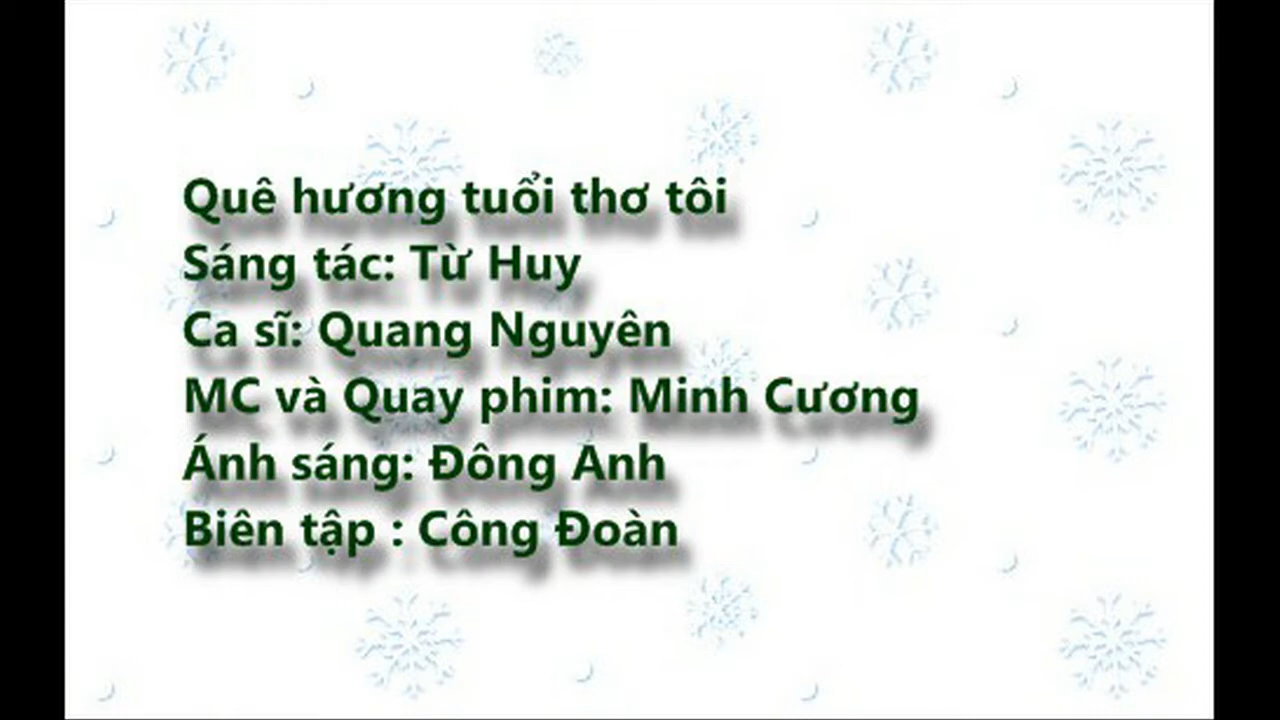 Quê hương tuổi thơ tôi
Sáng tác: Từ Huy
Ca sĩ: Quang Nguyên
MC và Quay phim: Minh Cương
Ánh sáng: Đông Anh
Biên tập : Công Đoàn